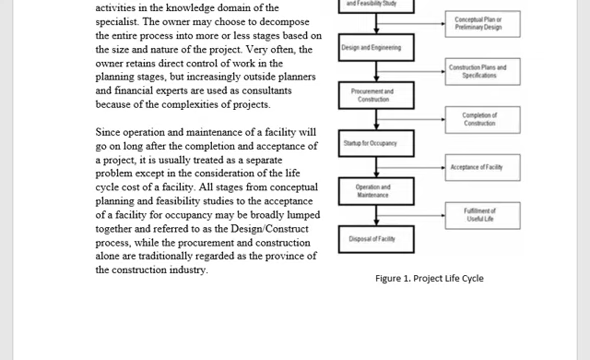 activities in the knowledge domain of the
specialist. The owner may choose to decompose
the entire process into more or less stages based on
the size and nature of the project. Very often, the
owner retains direct control of work in the
planning stages, but increasingly outside planners
and financial experts are used as consultants
because of the complexities of projects.
Since operation and maintenance of a facility will
go on long after the completion and acceptance of
a project, it is usually treated as a separate
problem except in the consideration of the life
cycle cost of a facility. All stages from conceptual
planning and feasibility studies to the acceptance
of a facility for occupancy may be broadly lumped
together and referred to as the Design/Construct
process, while the procurement and construction
alone are traditionally regarded as the province of
the construction industry.
and Feasibility Study
Conceptual Plan or
Preliminary Design
Design and Engineering
Construction Plans and
Specifications
Procurement and
Construction
Completion of
Construction
Startup for Occupancy
Acceptance of Facility
Operation and
Maintenance
Fulfillment of
Useful Life
Disposal of Facility
Figure 1. Project Life Cycle